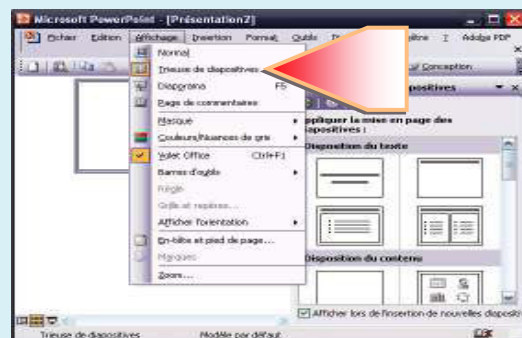 Microsoft PowerPoint - [Présentation2]
Fichier Edition Affichage Insertion Format Outils ? Adobe PDF
Normal
Trieuse de diapositives
Diaporama F5
Page de commentaires
Masque
Couleurs/Nuances de gris
Volet Office Ctrl+F1
Barres d'outils
Règle
Grille et repères...
Afficher l'orientation
En-tête et pied de page...
Marques
Zoom...
Conception
Appliquer la mise en page des
diapositives :
Disposition du texte
Disposition du contenu
Afficher lors de l'insertion de nouvelles
Trieuse de diapositives Modèle par défaut